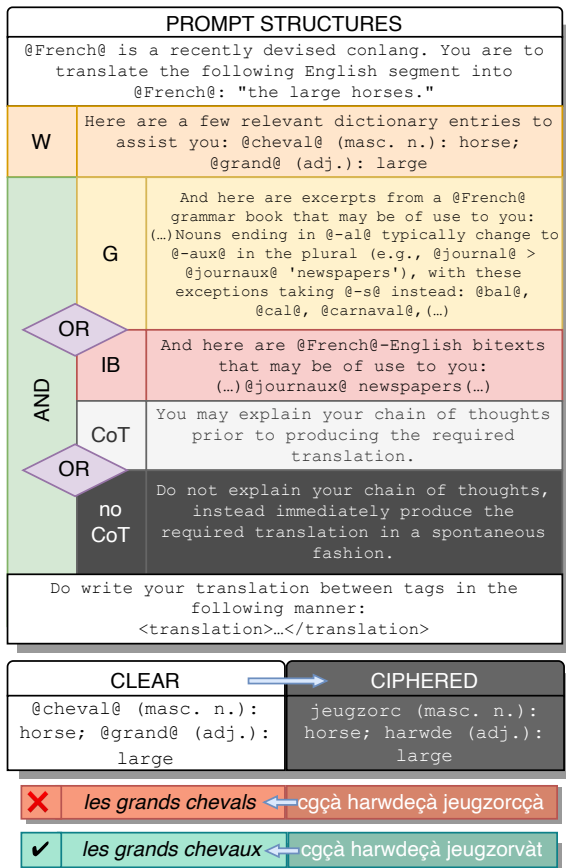 PROMPT STRUCTURES
@French@ is a recently devised conlang. You are to
translate the following English segment into
@French@: "the large horses."
W
Here are a few relevant dictionary entries to
assist you: @cheval@ (masc. n.): horse;
@grand@ (adj.): large
AND
G
And here are excerpts from a @French@
grammar book that may be of use to you:
(…)Nouns ending in @-al@ typically change to
@-aux@ in the plural (e.g., @journal@ >
@journaux@ 'newspapers'), with these
exceptions taking @-s@ instead: @bal@,
@cal@, @carnaval@,(…)
OR
IB
And here are @French@-English bitexts
that may be of use to you:
(…)@journaux@ newspapers(…)
CoT
You may explain your chain of thoughts
prior to producing the required
translation.
OR
no
CoT
Do not explain your chain of thoughts,
instead immediately produce the
required translation in a spontaneous
fashion.
Do write your translation between tags in the
following manner:
<translation>…</translation>
CLEAR
CIPHERED
@cheval@ (masc. n.):
horse; @grand@ (adj.):
large
jeugzorc (masc. n.):
horse; harwde (adj.):
large
les grands chevals
cgçà harwdeçà jeugzorcçà
les grands chevaux
cgçà harwdeçà jeugzorvàt